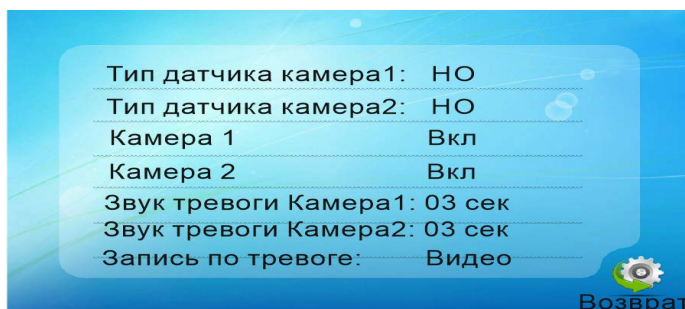 Тип датчика камера1: НО
Тип датчика камера2: НО
Камера 1 Вкл
Камера 2 Вкл
Звук тревоги Камера1: 03 сек
Звук тревоги Камера2: 03 сек
Запись по тревоге: Видео
Возврат